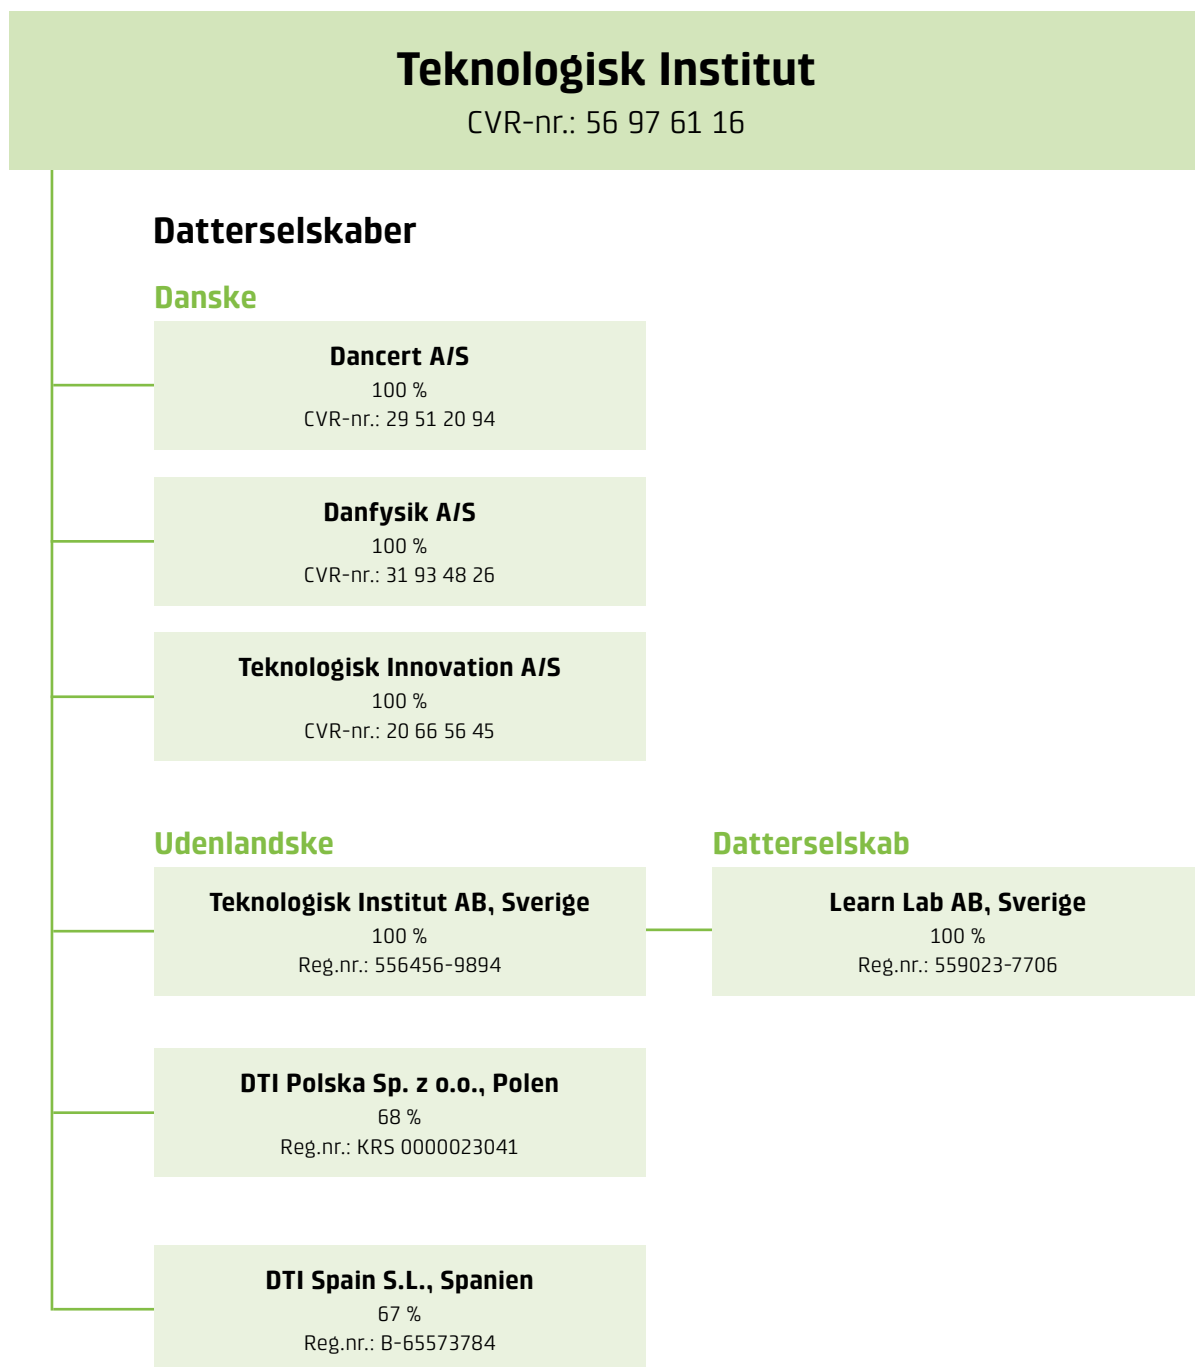 Teknologisk Institut
CVR-nr.: 56 97 61 16
Datterselskaber
Danske
Dancert A/S
100 %
CVR-nr.: 29 51 20 94
Danfysik A/S
100 %
CVR-nr.: 31 93 48 26
Teknologisk Innovation A/S
100 %
CVR-nr.: 20 66 56 45
Udenlandske
Teknologisk Institut AB, Sverige
100 %
Reg.nr.: 556456-9894
Datterselskab
Learn Lab AB, Sverige
100 %
Reg.nr.: 559023-7706
DTI Polska Sp. z o.o., Polen
68 %
Reg.nr.: KRS 0000023041
DTI Spain S.L., Spanien
67 %
Reg.nr.: B-65573784